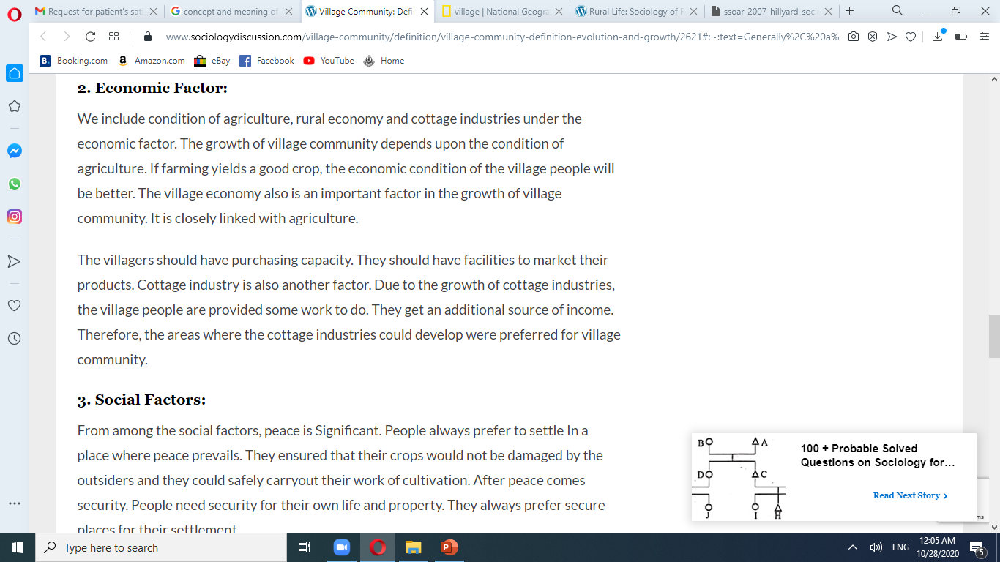 Request for patient's sat
concept and meaning of
Village Community: Defi
village | National Geogra
Rural Life: Sociology of R
ssoar-2007-hillyard-soci
www.sociologydiscussion.com/village-community/definition/village-community-definition-evolution-and-growth/2621#:~:text=Generally%2C%20a%
B. Booking.com
a Amazon.com
eBay
Facebook
YouTube
Home
2. Economic Factor:
We include condition of agriculture, rural economy and cottage industries under the
economic factor. The growth of village community depends upon the condition of
agriculture. If farming yields a good crop, the economic condition of the village people will
be better. The village economy also is an important factor in the growth of village
community. It is closely linked with agriculture.
The villagers should have purchasing capacity. They should have facilities to market their
products. Cottage industry is also another factor. Due to the growth of cottage industries,
the village people are provided some work to do. They get an additional source of income.
Therefore, the areas where the cottage industries could develop were preferred for village
community.
3. Social Factors:
From among the social factors, peace is Significant. People always prefer to settle In a
place where peace prevails. They ensured that their crops would not be damaged by the
outsiders and they could safely carryout their work of cultivation. After peace comes
security. People need security for their own life and property. They always prefer secure
places for their settlement.
B A
D C
J I H
100 + Probable Solved
Questions on Sociology for...
Read Next Story >
ms
Type here to search
P
ENG
12:05 AM
10/28/2020
5